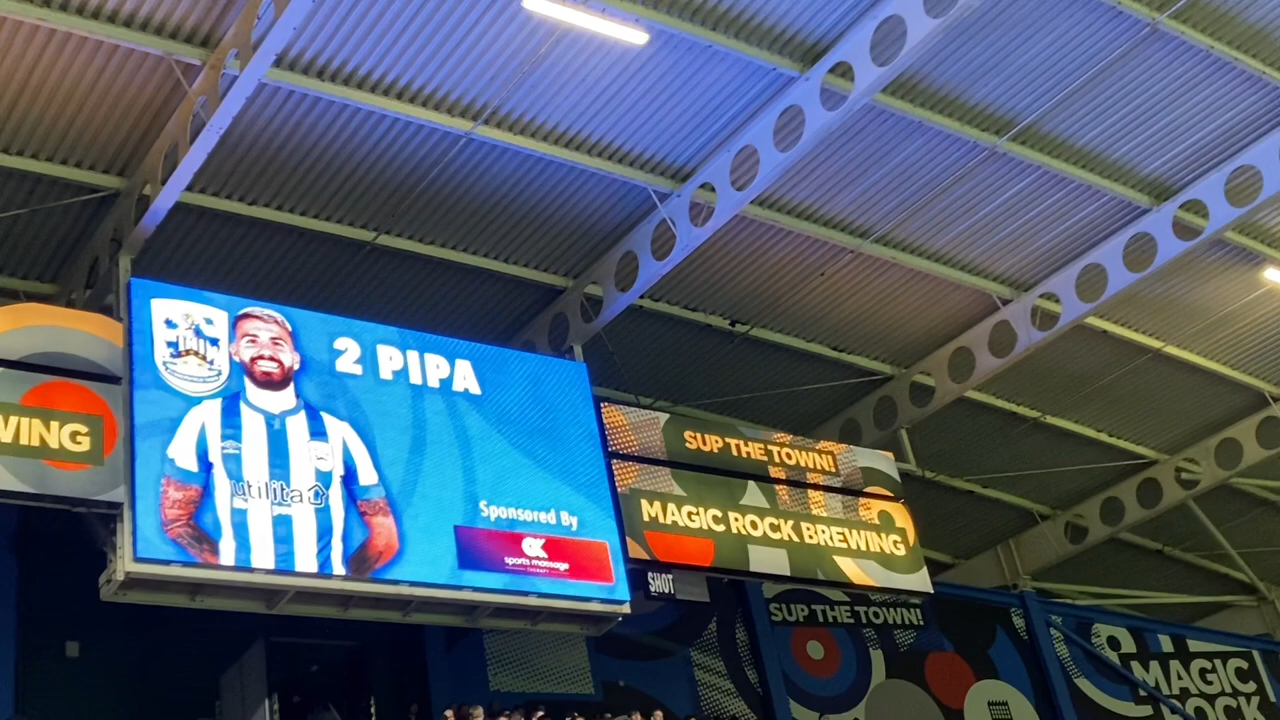 WING
2 PIPA
utilita
Sponsored By
sports massage
THERAPY
SUP THE TOWN!
MAGIC ROCK BREWING
SHOT
SUP THE TOWN!
MAGIC
ROCK